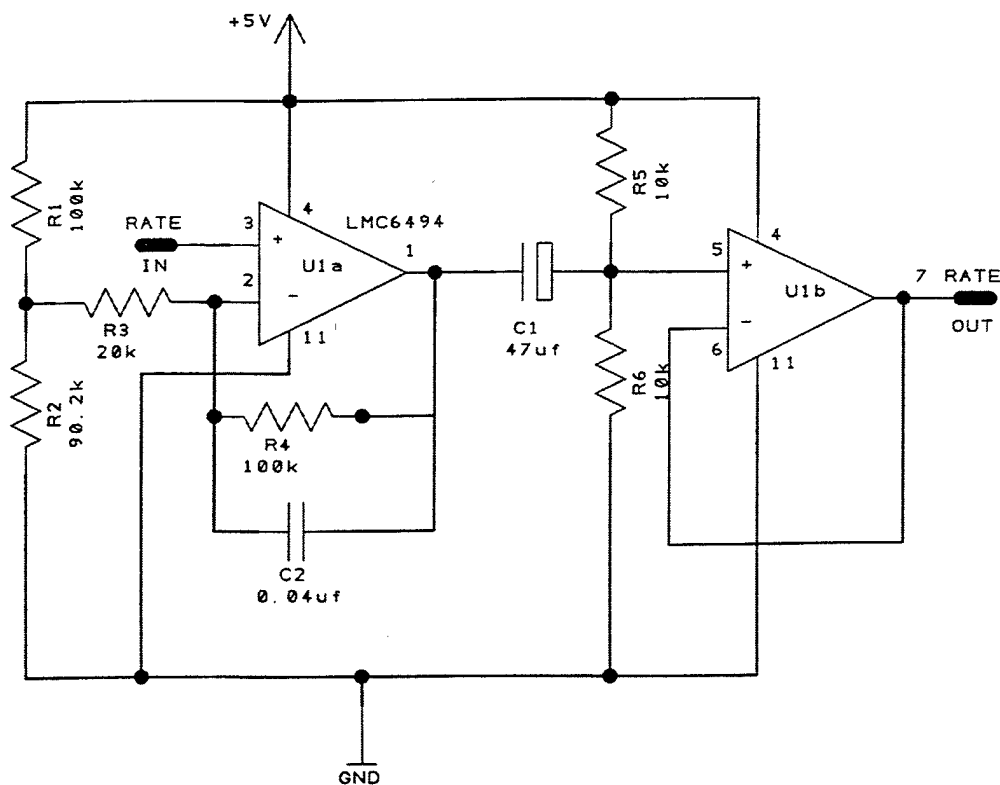 +5V
R1
100k
RATE
IN
3
+
4
LMC6494
U1a
1
2
-
11
R3
20k
R2
90.2k
R4
100k
C2
0.04uf
C1
47uf
R5
10k
R6
10k
5
+
4
U1b
7
RATE
OUT
-
6
11
GND